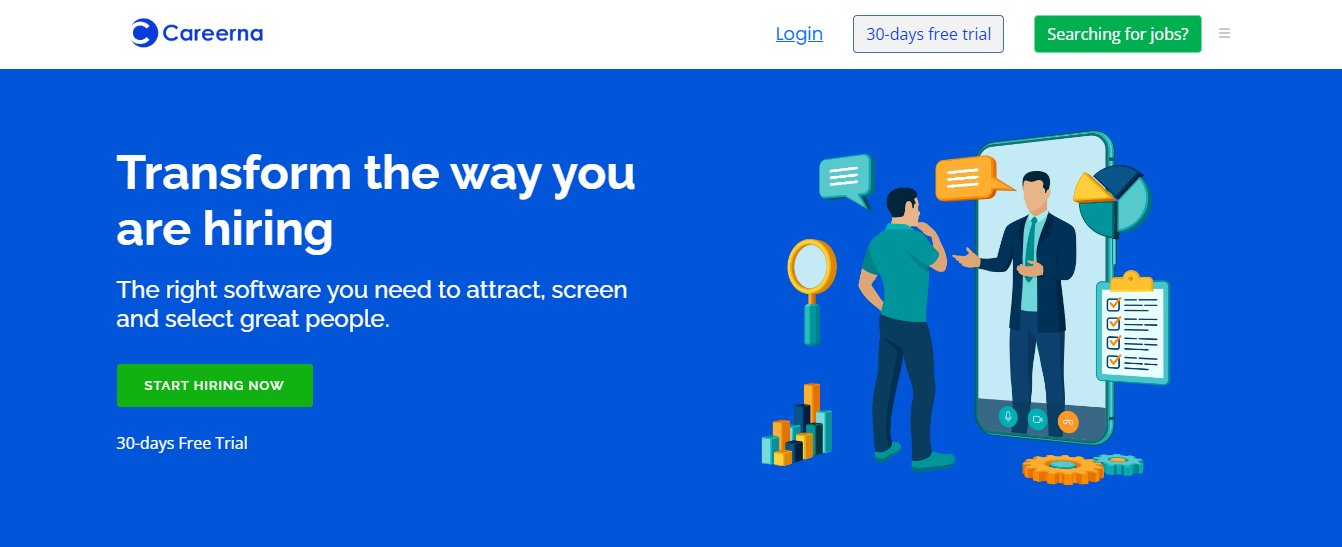 Careerna
Login
30-days free trial
Searching for jobs?
Transform the way you
are hiring
The right software you need to attract, screen
and select great people.
START HIRING NOW
30-days Free Trial